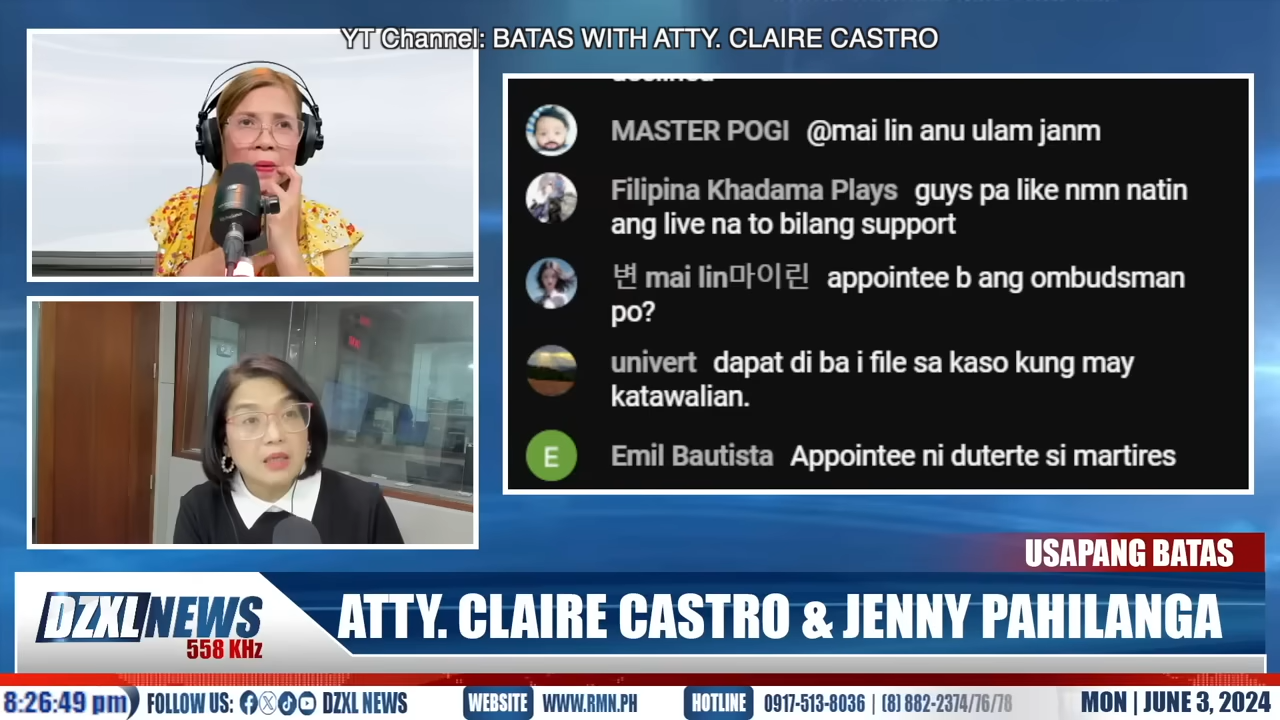 YT Channel: BATAS WITH ATTY. CLAIRE CASTRO
MASTER POGI @mai lin anu ulam janm
Filipina Khadama Plays guys pa like nmn natin
ang live na to bilang support
변 mai lin마이린 appointee b ang ombudsman
po?
univert dapat di ba i file sa kaso kung may
katawalian.
E Emil Bautista Appointee ni duterte si martires
USAPANG BATAS
DZXL NEWS
558 KHz
ATTY. CLAIRE CASTRO & JENNY PAHILANGA
8:26:49 pm FOLLOW US: DZXL NEWS WEBSITE WWW.RMN.PH HOTLINE 0917-513-8036 | (8) 882-2374/76/78 MON | JUNE 3, 2024